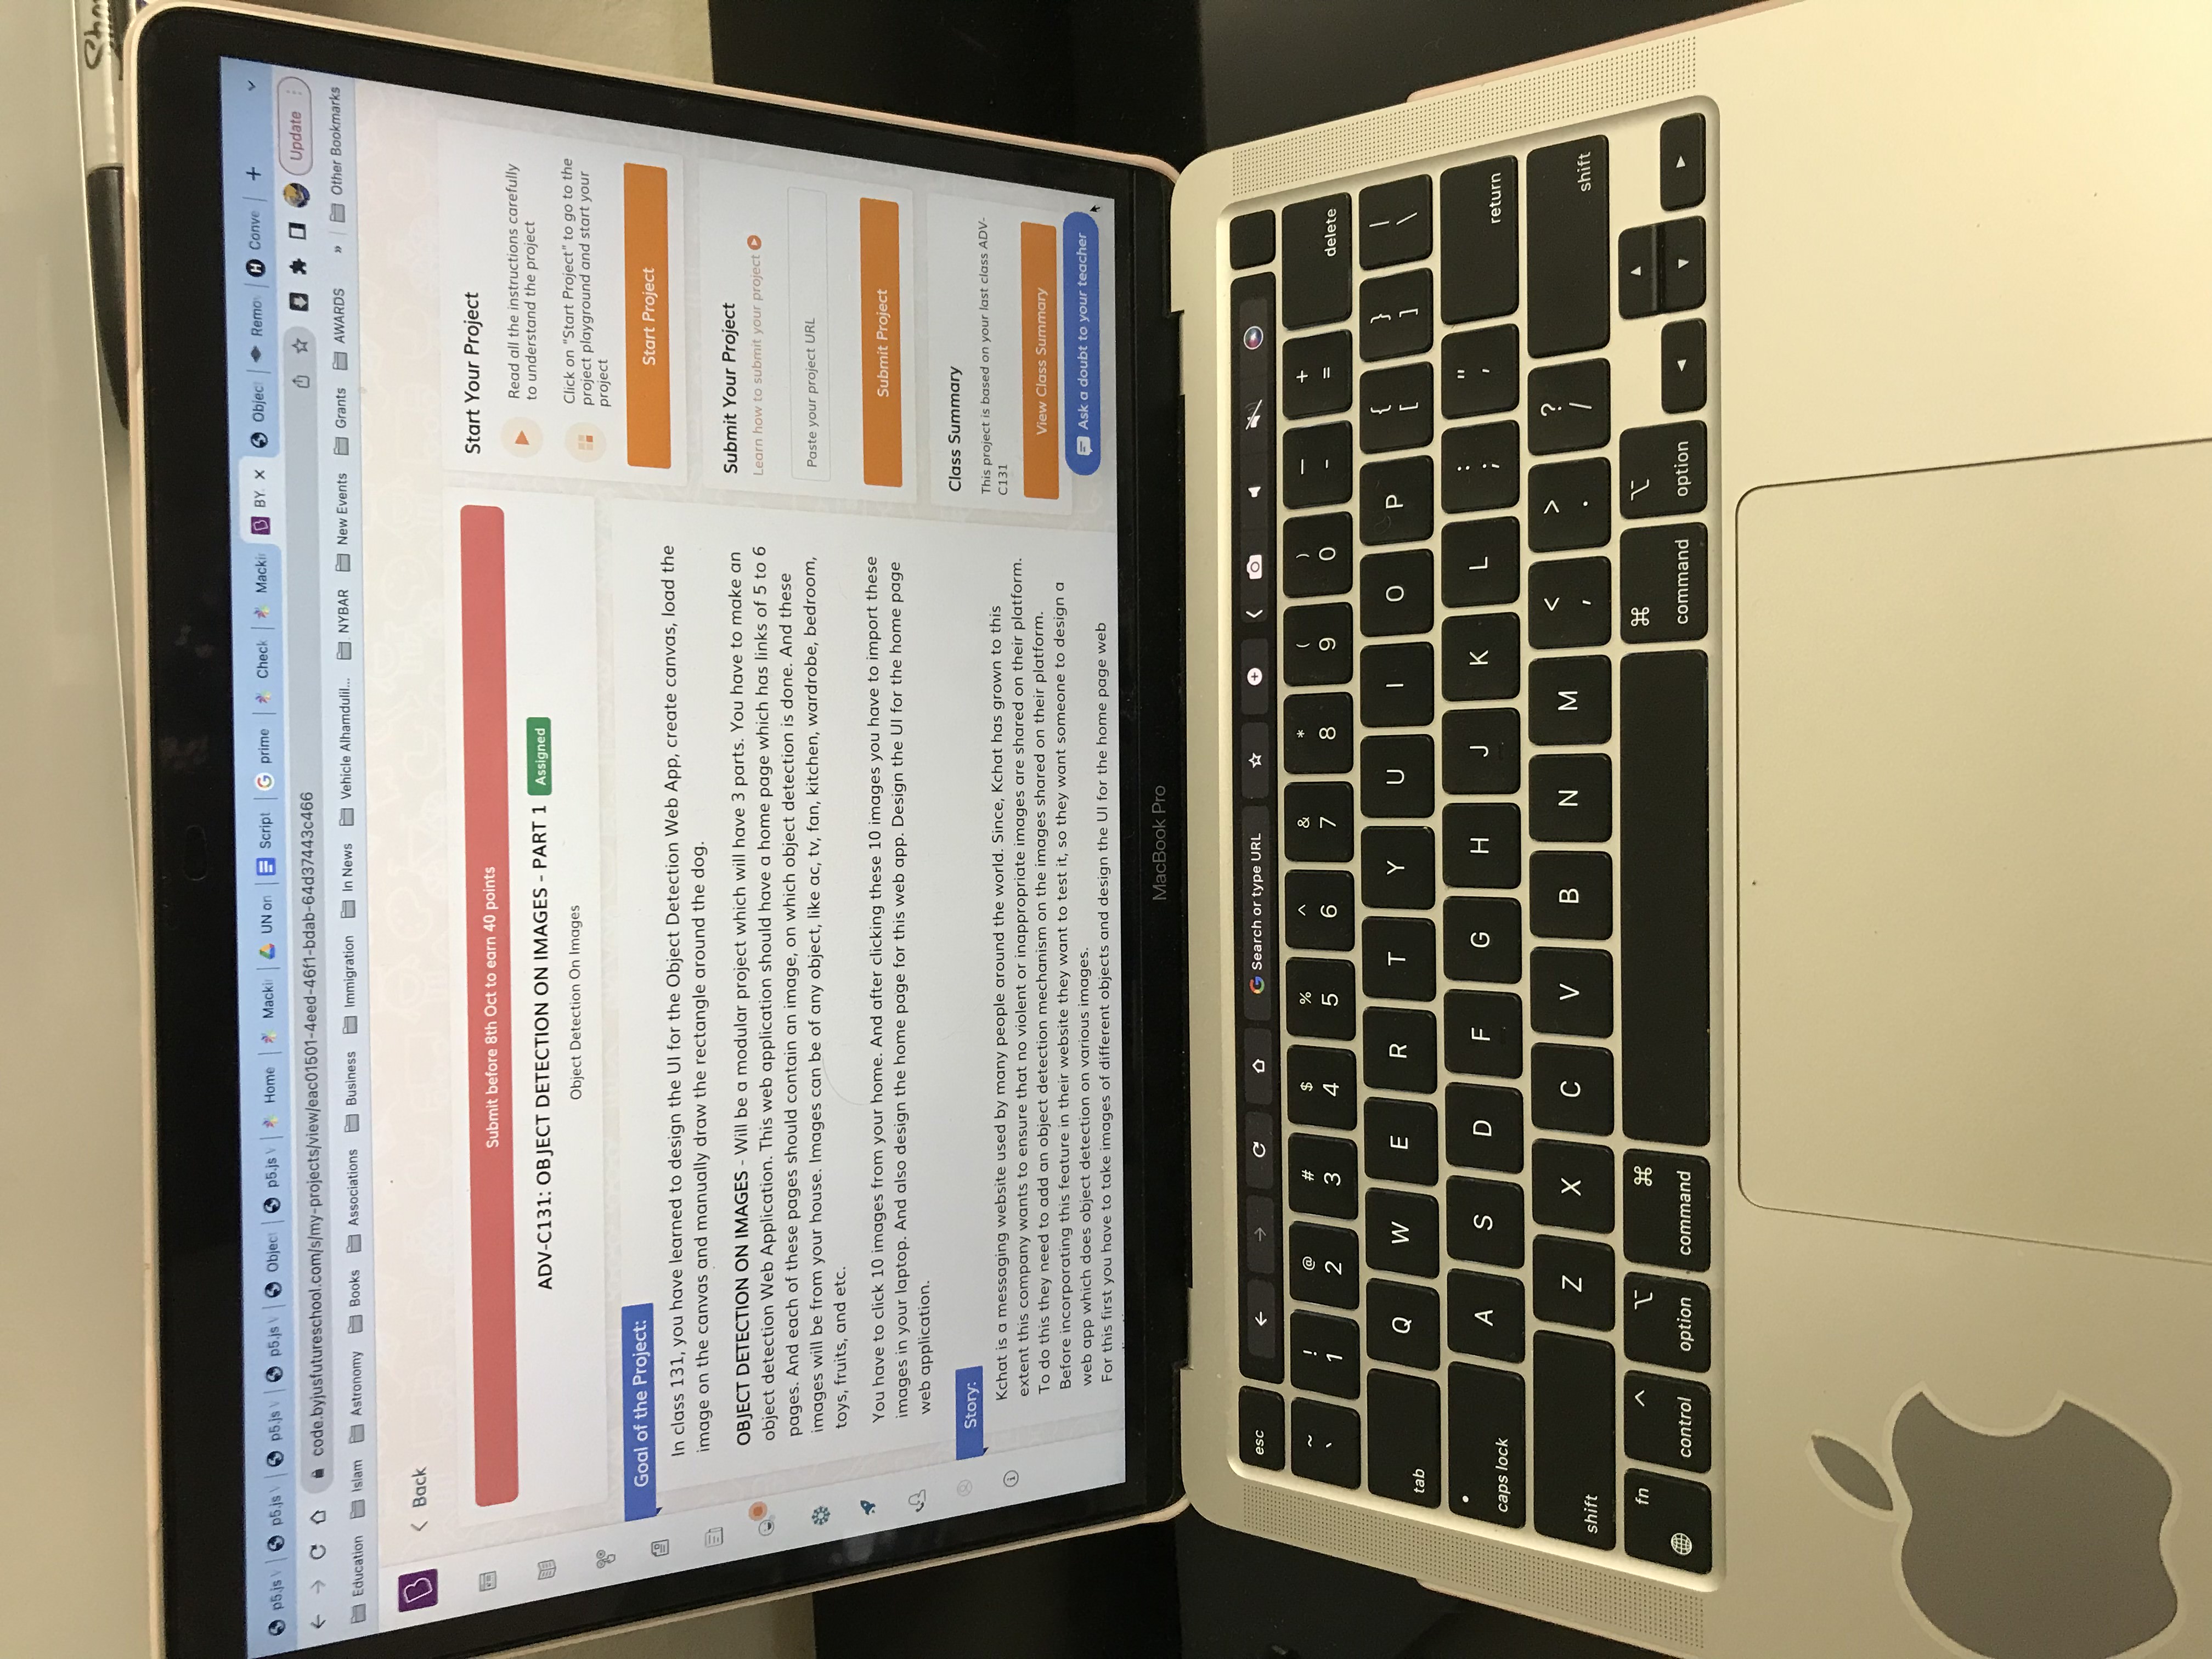 Sha
p5.js
p5.js
p5.js
p5.js
Objec
p5.js
Home
Macki
UN on
Script
prime
Check
Macki
BY
Objec
Remo
Conve
code.byjusfutureschool.com/s/my-projects/view/eac01501-4eed-46f1-bdab-64d37443c466
Update
Education
Islam
Astronomy
Books
Associations
Business
Immigration
In News
Vehicle Alhamdulil...
NYBAR
New Events
Grants
AWARDS
»
Other Bookmarks
Back
Submit before 8th Oct to earn 40 points
ADV-C131: OBJECT DETECTION ON IMAGES - PART 1 Assigned
Object Detection On Images
Goal of the Project:
In class 131, you have learned to design the UI for the Object Detection Web App, create canvas, load the
image on the canvas and manually draw the rectangle around the dog.
OBJECT DETECTION ON IMAGES - Will be a modular project which will have 3 parts. You have to make an
object detection Web Application. This web application should have a home page which has links of 5 to 6
pages. And each of these pages should contain an image, on which object detection is done. And these
images will be from your house. Images can be of any object, like ac, tv, fan, kitchen, wardrobe, bedroom,
toys, fruits, and etc.
You have to click 10 images from your home. And after clicking these 10 images you have to import these
images in your laptop. And also design the home page for this web app. Design the UI for the home page
web application.
Story:
Kchat is a messaging website used by many people around the world. Since, Kchat has grown to this
extent this company wants to ensure that no violent or inappropriate images are shared on their platform.
To do this they need to add an object detection mechanism on the images shared on their platform.
Before incorporating this feature in their website they want to test it, so they want someone to design a
web app which does object detection on various images.
For this first you have to take images of different objects and design the UI for the home page web
Start Your Project
Read all the instructions carefully
to understand the project
Click on "Start Project" to go to the
project playground and start your
project
Start Project
Submit Your Project
Learn how to submit your project
Paste your project URL
Submit Project
Class Summary
This project is based on your last class ADV-
C131
View Class Summary
Ask a doubt to your teacher
MacBook Pro
esc
Search or type URL
~ ! @ # $ % ^ & * ( ) — +
` 1 2 3 4 5 6 7 8 9 0 - = delete
tab Q W E R T Y U I O P { [ } ] | \
caps lock A S D F G H J K L : ; " ' return
shift Z X C V B N M < , > . ? / shift
fn control option command command option